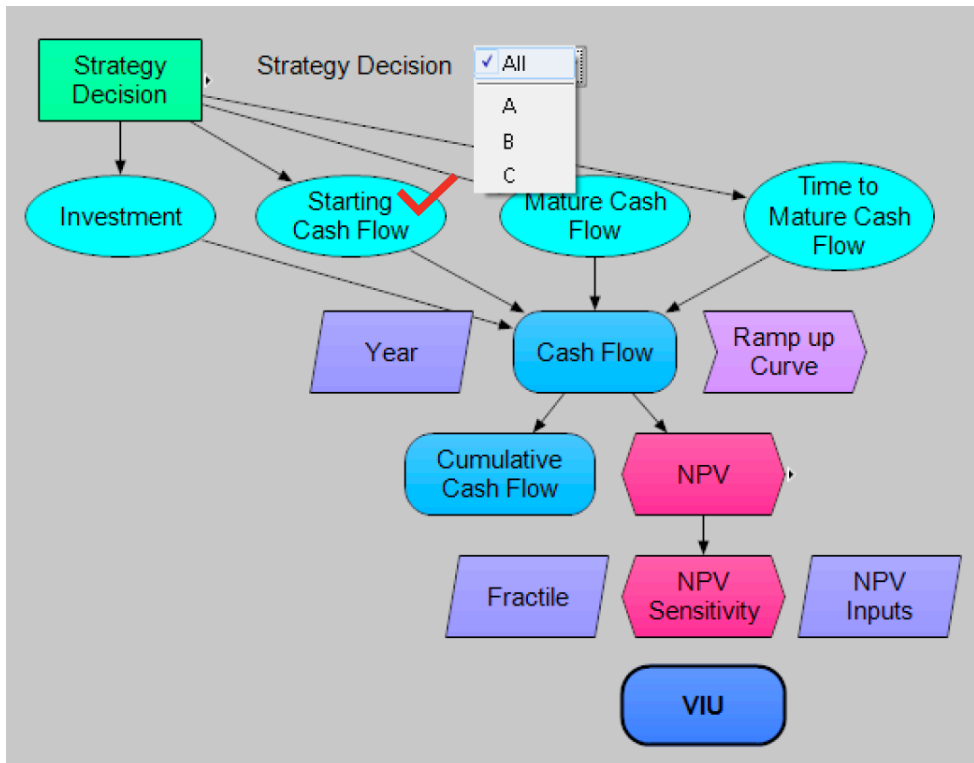 Strategy
Decision
Strategy Decision
All
A
B
C
Investment
Starting
Cash Flow
Mature Cash
Flow
Time to
Mature Cash
Flow
Year
Cash Flow
Ramp up
Curve
Cumulative
Cash Flow
NPV
Fractile
NPV
Sensitivity
NPV
Inputs
VIU